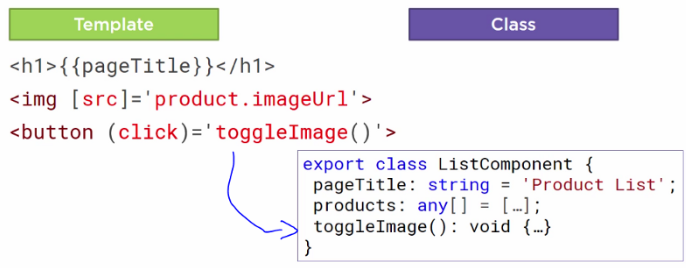 Template
Class
<h1>{{pageTitle}}</h1>
<img [src]='product.imageUrl'>
<button (click)='toggleImage()'>
export class ListComponent {
pageTitle: string = 'Product List';
products: any[] = […];
toggleImage(): void {…}
}